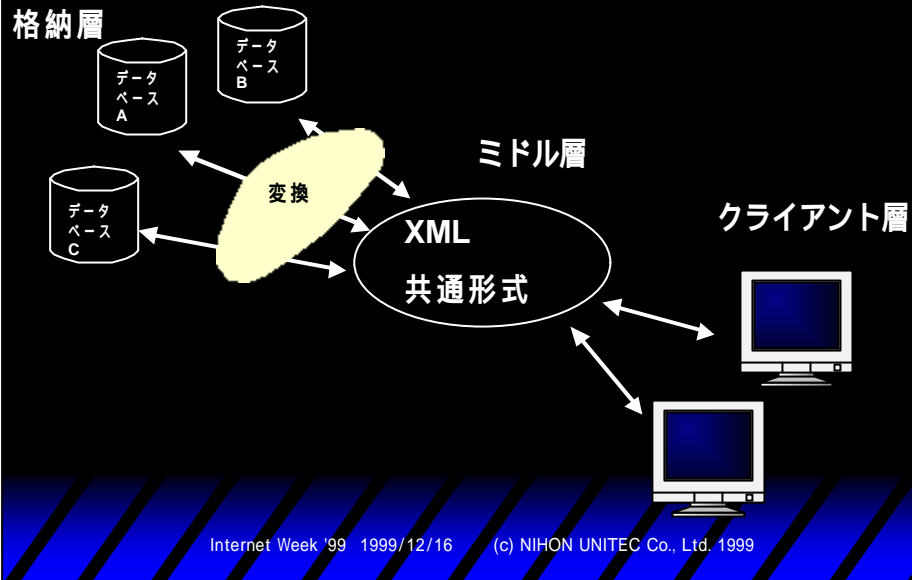 格納層
データ
ベース
B
データ
ベース
A
ミドル層
変換
データ
ベース
C
クライアント層
XML
共通形式
Internet Week '99 1999/12/16 (c) NIHON UNITEC Co., Ltd. 1999